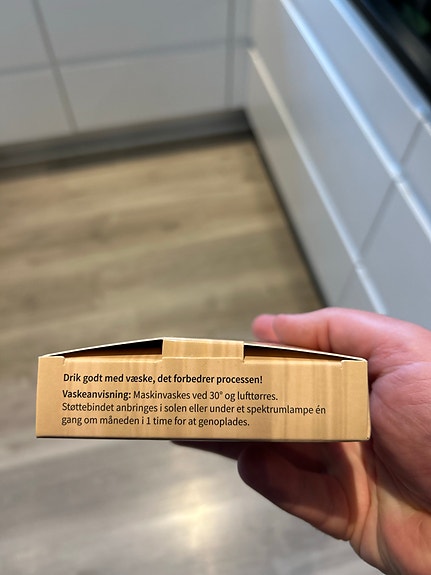 Drik godt med væske, det forbedrer processen!
Vaskeanvisning: Maskinvaskes ved 30° og lufttørres.
Støttebindet anbringes i solen eller under et spektrumlampe én
gang om måneden i 1 time for at genoplades.